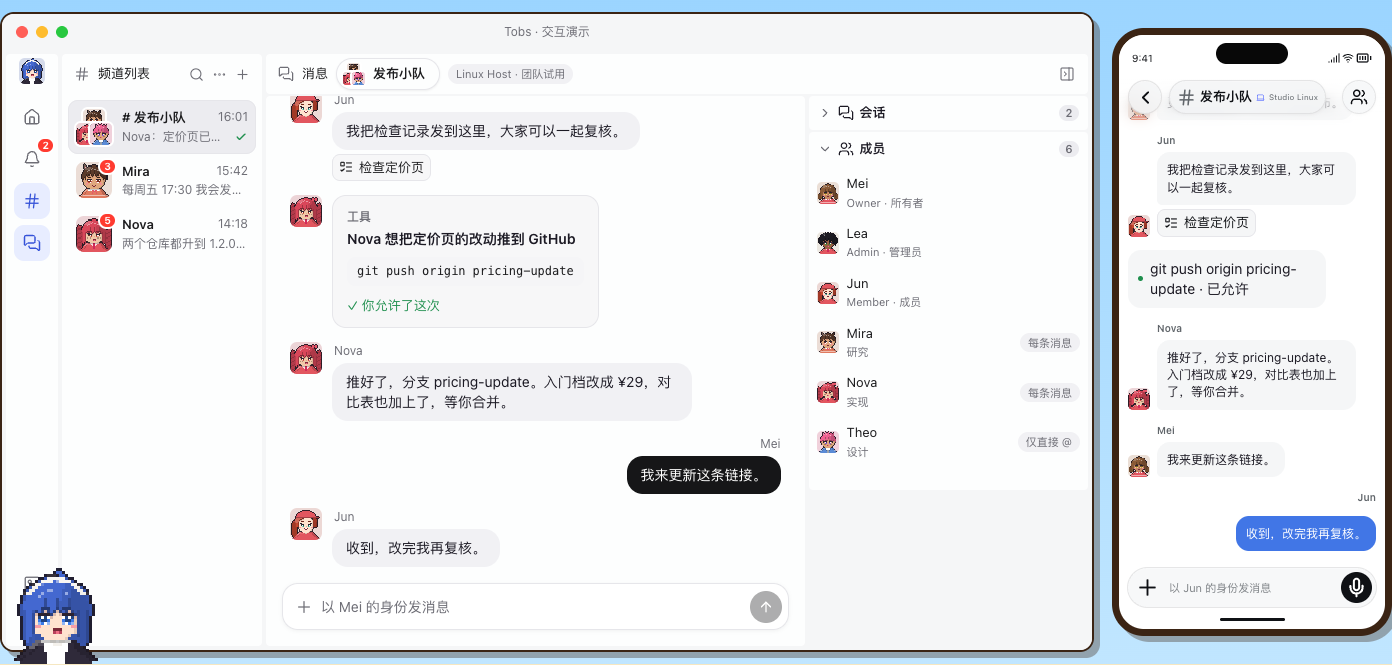 Tobs · 交互演示
2
频道列表
# 发布小队
16:01
Nova：定价页已...
3
Mira
15:42
每周五 17:30 我会发...
5
Nova
14:18
两个仓库都升到 1.2.0...
消息
发布小队
Linux Host · 团队试用
Jun
我把检查记录发到这里，大家可以一起复核。
检查定价页
工具
Nova 想把定价页的改动推到 GitHub
git push origin pricing-update
✓ 你允许了这次
Nova
推好了，分支 pricing-update。入门档改成 ¥29，对
比表也加上了，等你合并。
Mei
我来更新这条链接。
Jun
收到，改完我再复核。
以 Mei 的身份发消息
会话
2
成员
6
Mei
Owner · 所有者
Lea
Admin · 管理员
Jun
Member · 成员
Mira
研究
每条消息
Nova
实现
每条消息
Theo
设计
仅直接 @
9:41
# 发布小队
Studio Linux
Jun
我把检查记录发到这里，大家可
以一起复核。
检查定价页
git push origin pricing-
update · 已允许
Nova
推好了，分支 pricing-update。
入门档改成 ¥29，对比表也加上
了，等你合并。
Mei
我来更新这条链接。
Jun
收到，改完我再复核。
以 Jun 的身份发消息